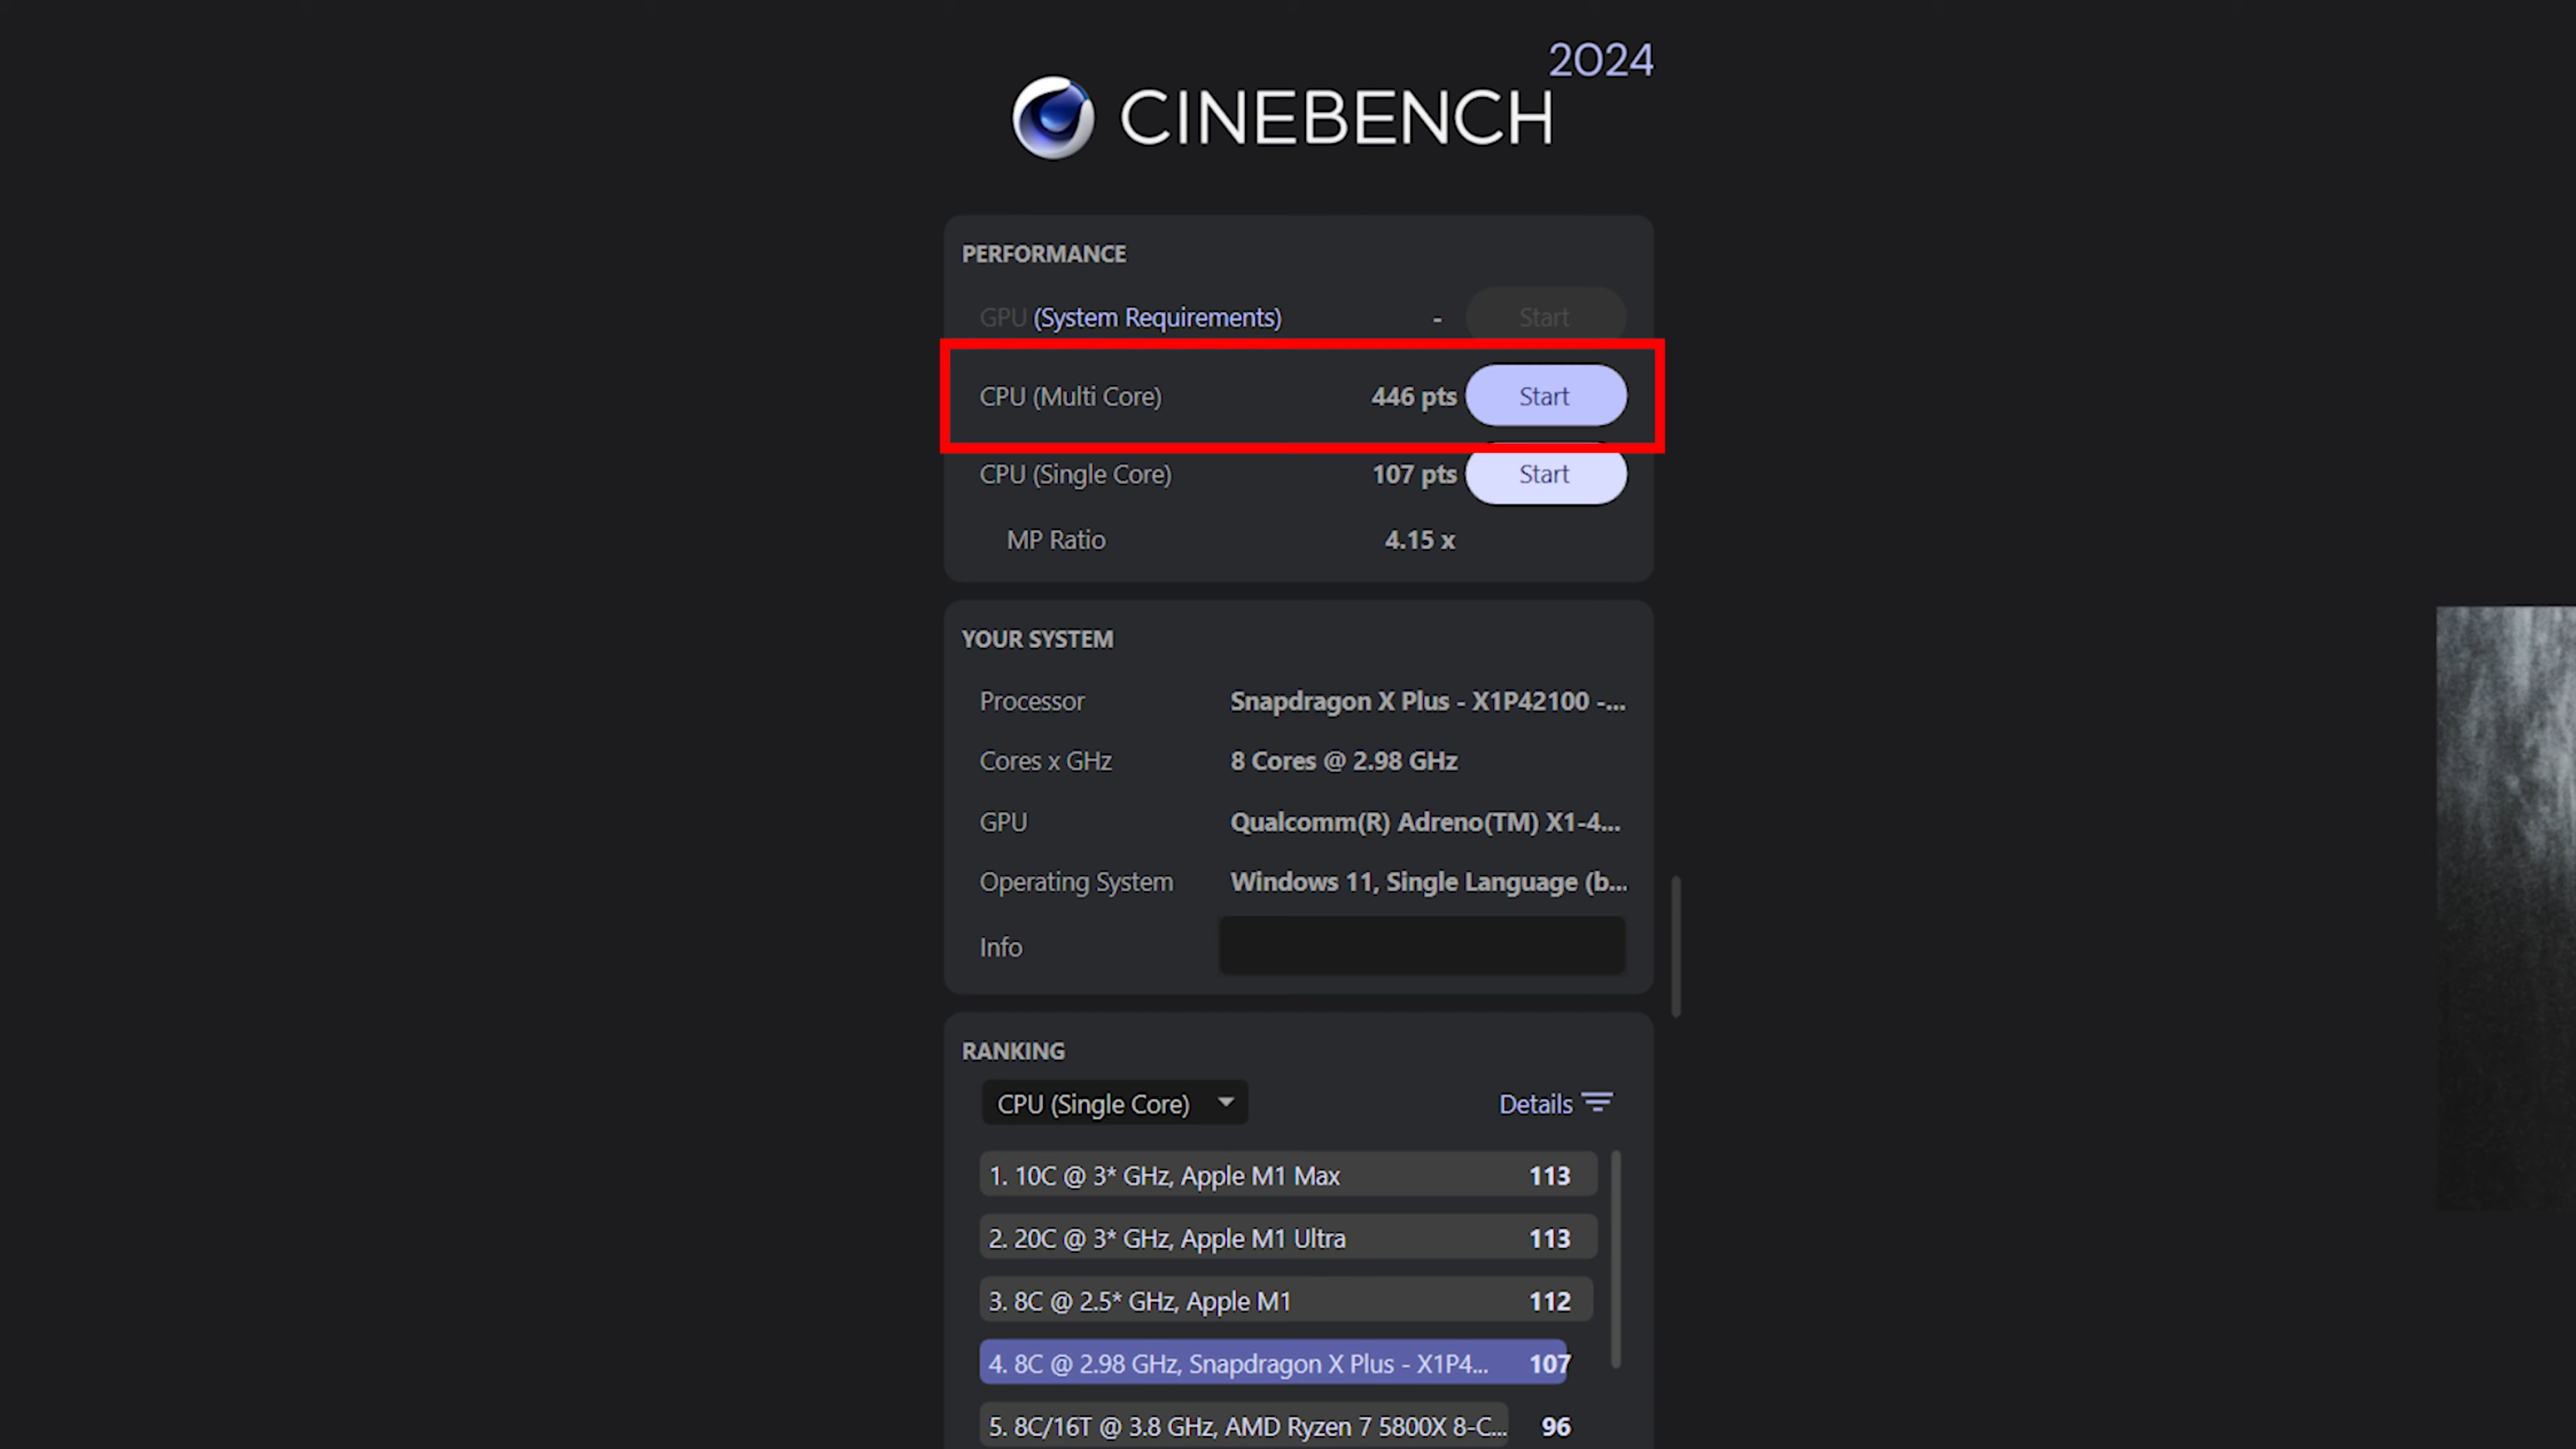 2024
CINEBENCH
PERFORMANCE
GPU (System Requirements) - Start
CPU (Multi Core) 446 pts Start
CPU (Single Core) 107 pts Start
MP Ratio 4.15 x
YOUR SYSTEM
Processor Snapdragon X Plus - X1P42100 -...
Cores x GHz 8 Cores @ 2.98 GHz
GPU Qualcomm(R) Adreno(TM) X1-4...
Operating System Windows 11, Single Language (b...
Info
RANKING
CPU (Single Core) Details
1. 10C @ 3* GHz, Apple M1 Max 113
2. 20C @ 3* GHz, Apple M1 Ultra 113
3. 8C @ 2.5* GHz, Apple M1 112
4. 8C @ 2.98 GHz, Snapdragon X Plus - X1P4... 107
5. 8C/16T @ 3.8 GHz, AMD Ryzen 7 5800X 8-C... 96